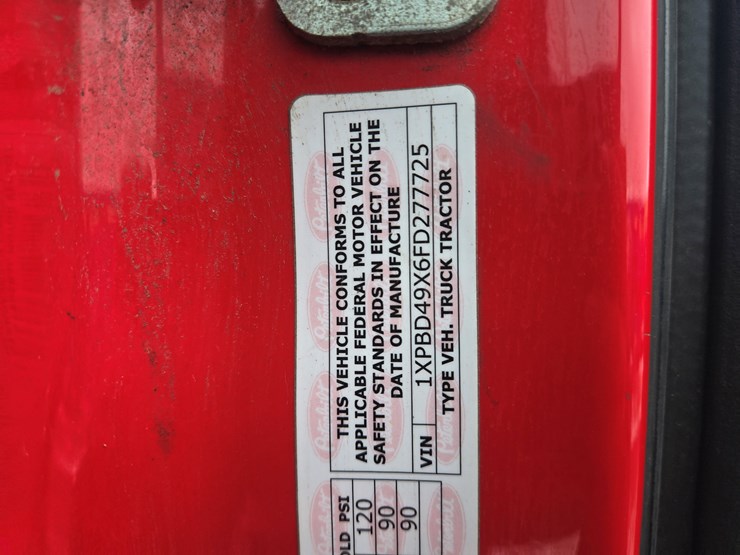 THIS VEHICLE CONFORMS TO ALL
APPLICABLE FEDERAL MOTOR VEHICLE
SAFETY STANDARDS IN EFFECT ON THE
DATE OF MANUFACTURE
VIN 1XPBD49X6FD277725
TYPE VEH. TRUCK TRACTOR
OLD PSI
120
90
90